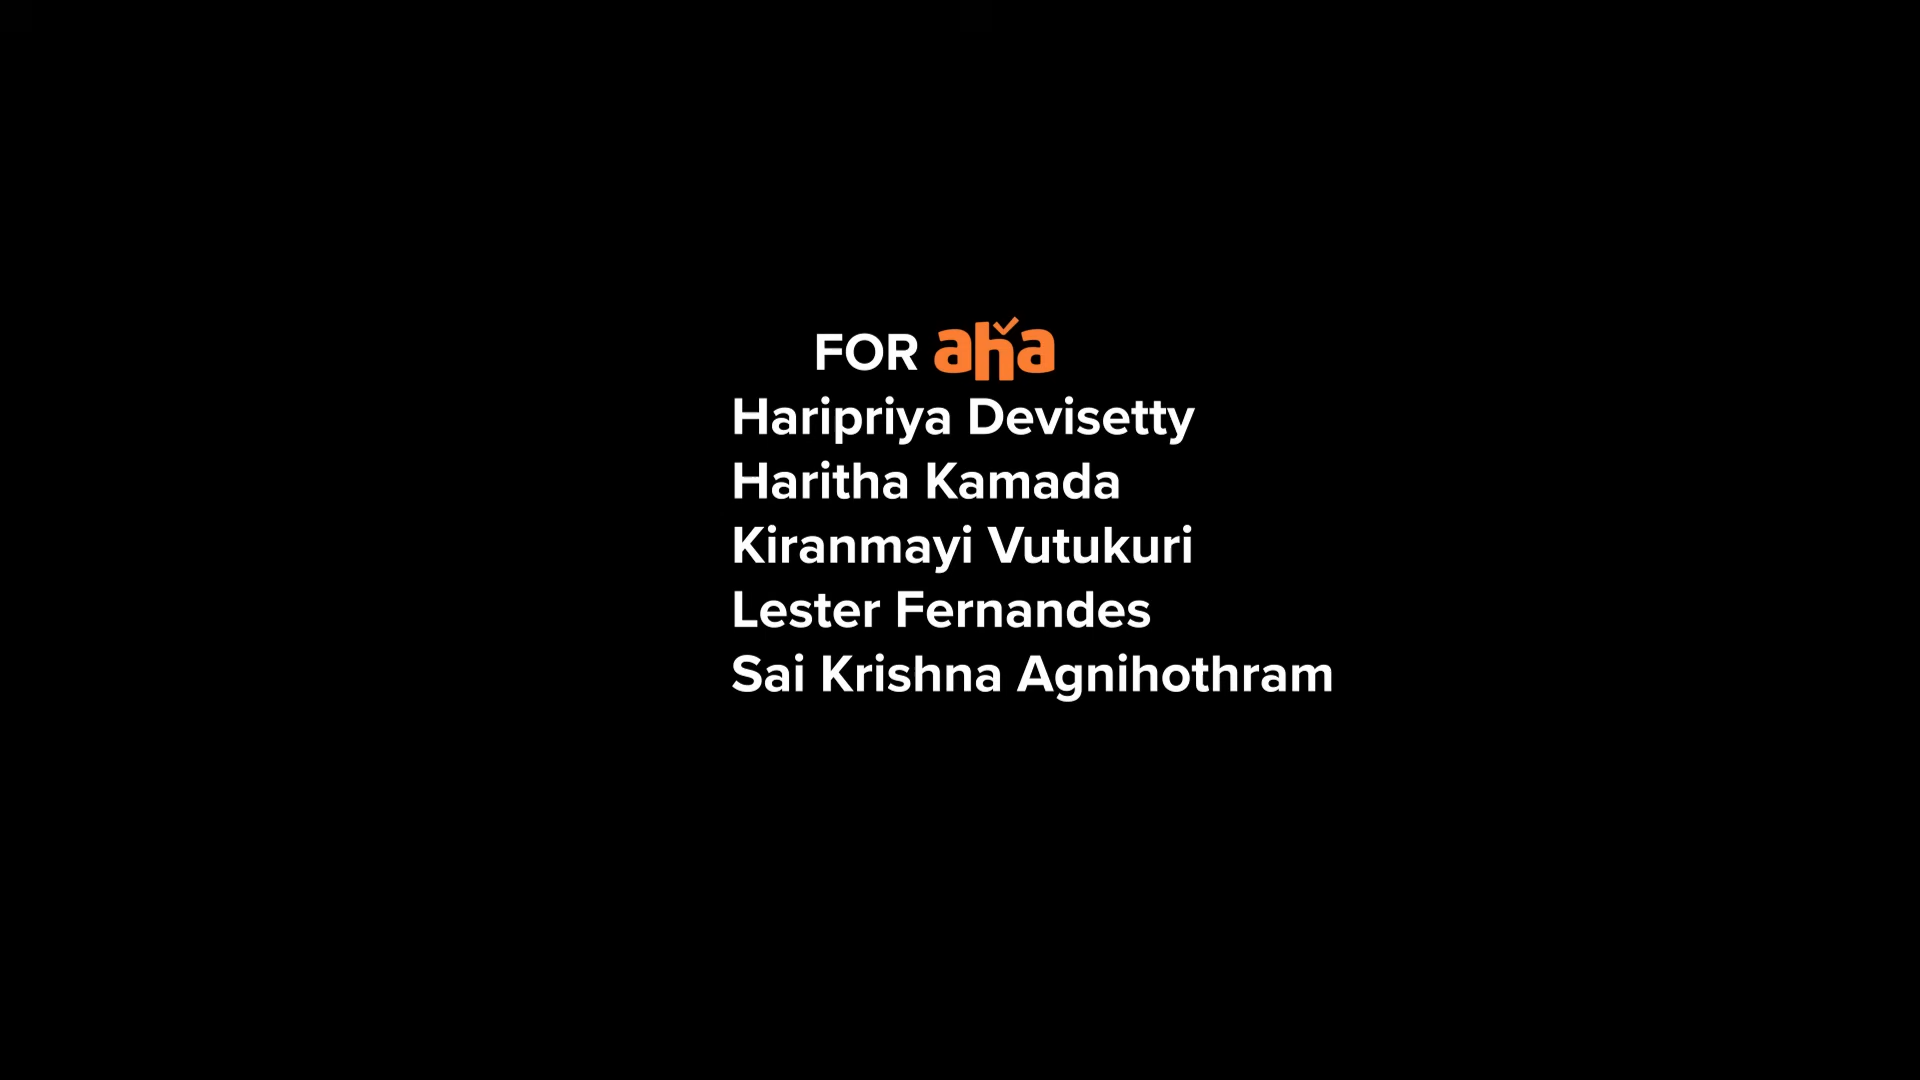 FOR aha
Haripriya Devisetty
Haritha Kamada
Kiranmayi Vutukuri
Lester Fernandes
Sai Krishna Agnihothram